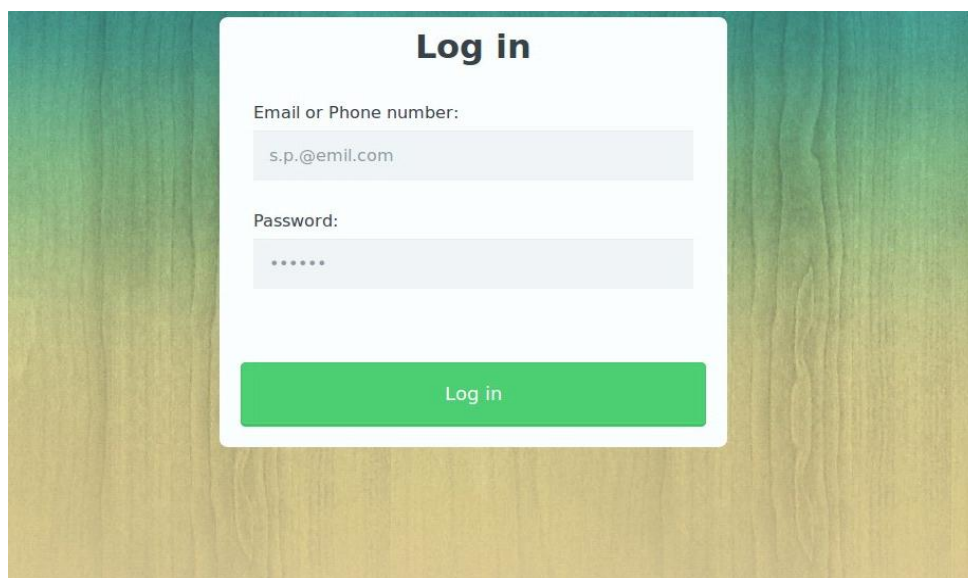 Log in
Email or Phone number:
s.p.@emil.com
Password:
••••••
Log in